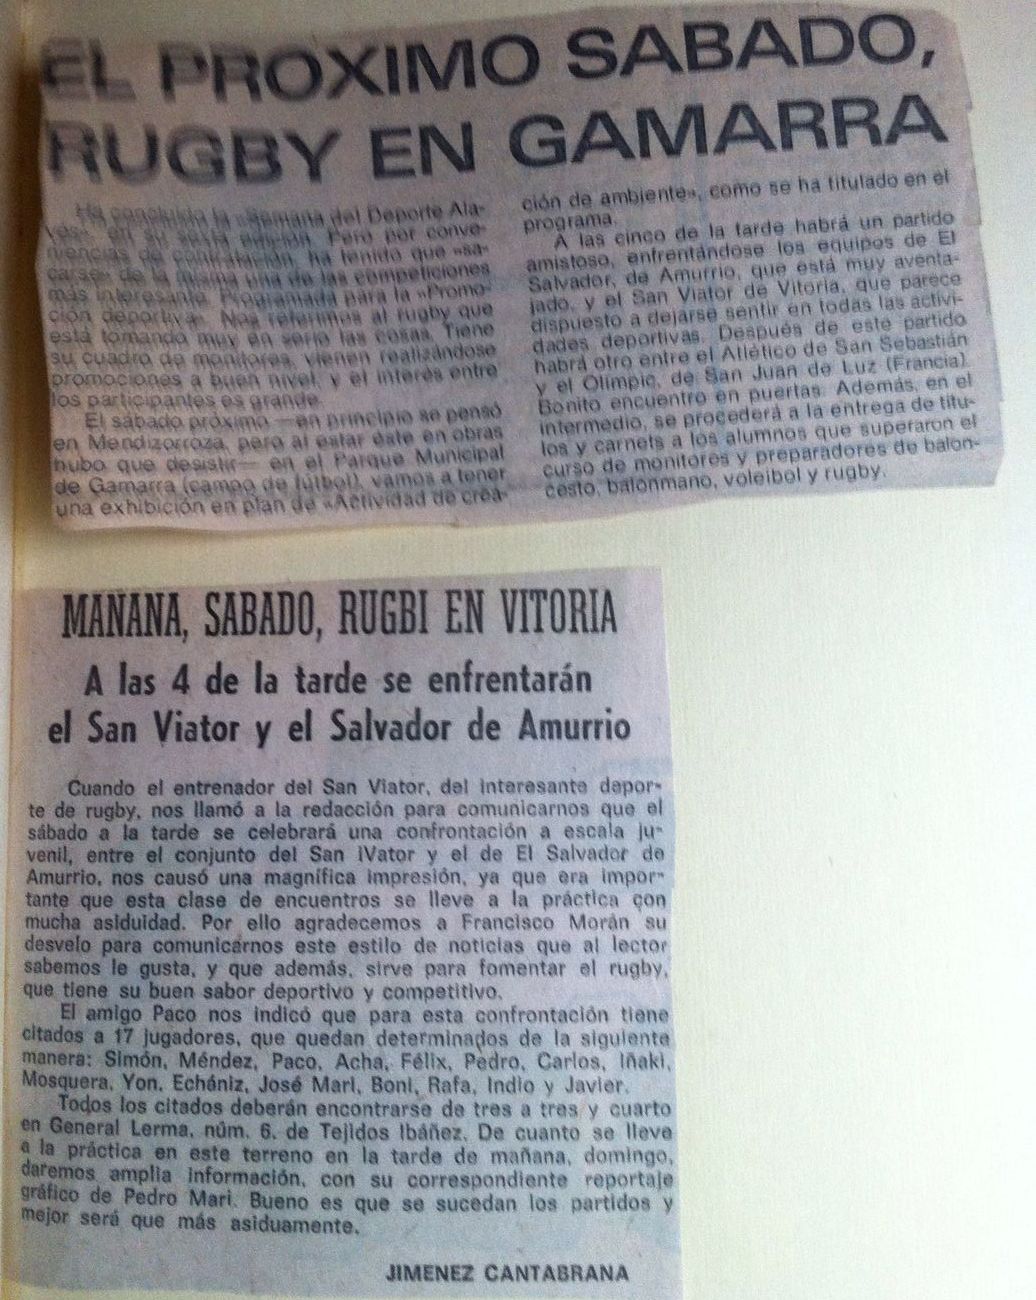 EL PROXIMO SABADO,
RUGBY EN GAMARRA
Ha concluido la «Semana del Deporte Ala-
vés», en su sexta edición. Pero por conve-
niencias de contratación, ha tenido que «sa-
carse» de la misma una de las competiciones
más interesante. Programada para la «Promo-
ción deportiva». Nos referimos al rugby que
está tomando muy en serio las cosas. Tiene
su cuadro de monitores, vienen realizándose
promociones a buen nivel, y el interés entre
los participantes es grande.
El sábado próximo —en principio se pensó
en Mendizorroza, pero al estar éste en obras
hubo que desistir— en el Parque Municipal
de Gamarra (campo de fútbol), vamos a tener
una exhibición en plan de «Actividad de crea-
ción de ambiente», como se ha titulado en el
programa.
A las cinco de la tarde habrá un partido
amistoso, enfrentándose los equipos de El
Salvador, de Amurrio, que está muy aventa-
jado, y el San Viator de Vitoria, que parece
dispuesto a dejarse sentir en todas las activi-
dades deportivas. Después de este partido
habrá otro entre el Atlético de San Sebastián
y el Olimpic, de San Juan de Luz (Francia).
Bonito encuentro en puertas. Además, en el
intermedio, se procederá a la entrega de títu-
los y carnets a los alumnos que superaron el
curso de monitores y preparadores de balon-
cesto, balonmano, voleibol y rugby.
MAÑANA, SABADO, RUGBI EN VITORIA
A las 4 de la tarde se enfrentarán
el San Viator y el Salvador de Amurrio
Cuando el entrenador del San Viator, del interesante depor-
te de rugby, nos llamó a la redacción para comunicarnos que el
sábado a la tarde se celebrará una confrontación a escala ju-
venil, entre el conjunto del San iVator y el de El Salvador de
Amurrio, nos causó una magnífica impresión, ya que era impor-
tante que esta clase de encuentros se lleve a la práctica con
mucha asiduidad. Por ello agradecemos a Francisco Morán su
desvelo para comunicarnos este estilo de noticias que al lector
sabemos le gusta, y que además, sirve para fomentar el rugby,
que tiene su buen sabor deportivo y competitivo.
El amigo Paco nos indicó que para esta confrontación tiene
citados a 17 jugadores, que quedan determinados de la siguiente
manera: Simón, Méndez, Paco, Acha, Félix, Pedro, Carlos, Iñaki,
Mosquera, Yon, Echániz, José Mari, Boni, Rafa, Indio y Javier.
Todos los citados deberán encontrarse de tres a tres y cuarto
en General Lerma, núm. 6, de Tejidos Ibáñez. De cuanto se lleve
a la práctica en este terreno en la tarde de mañana, domingo,
daremos amplia información, con su correspondiente reportaje
gráfico de Pedro Mari. Bueno es que se sucedan los partidos y
mejor será que más asiduamente.
JIMENEZ CANTABRANA